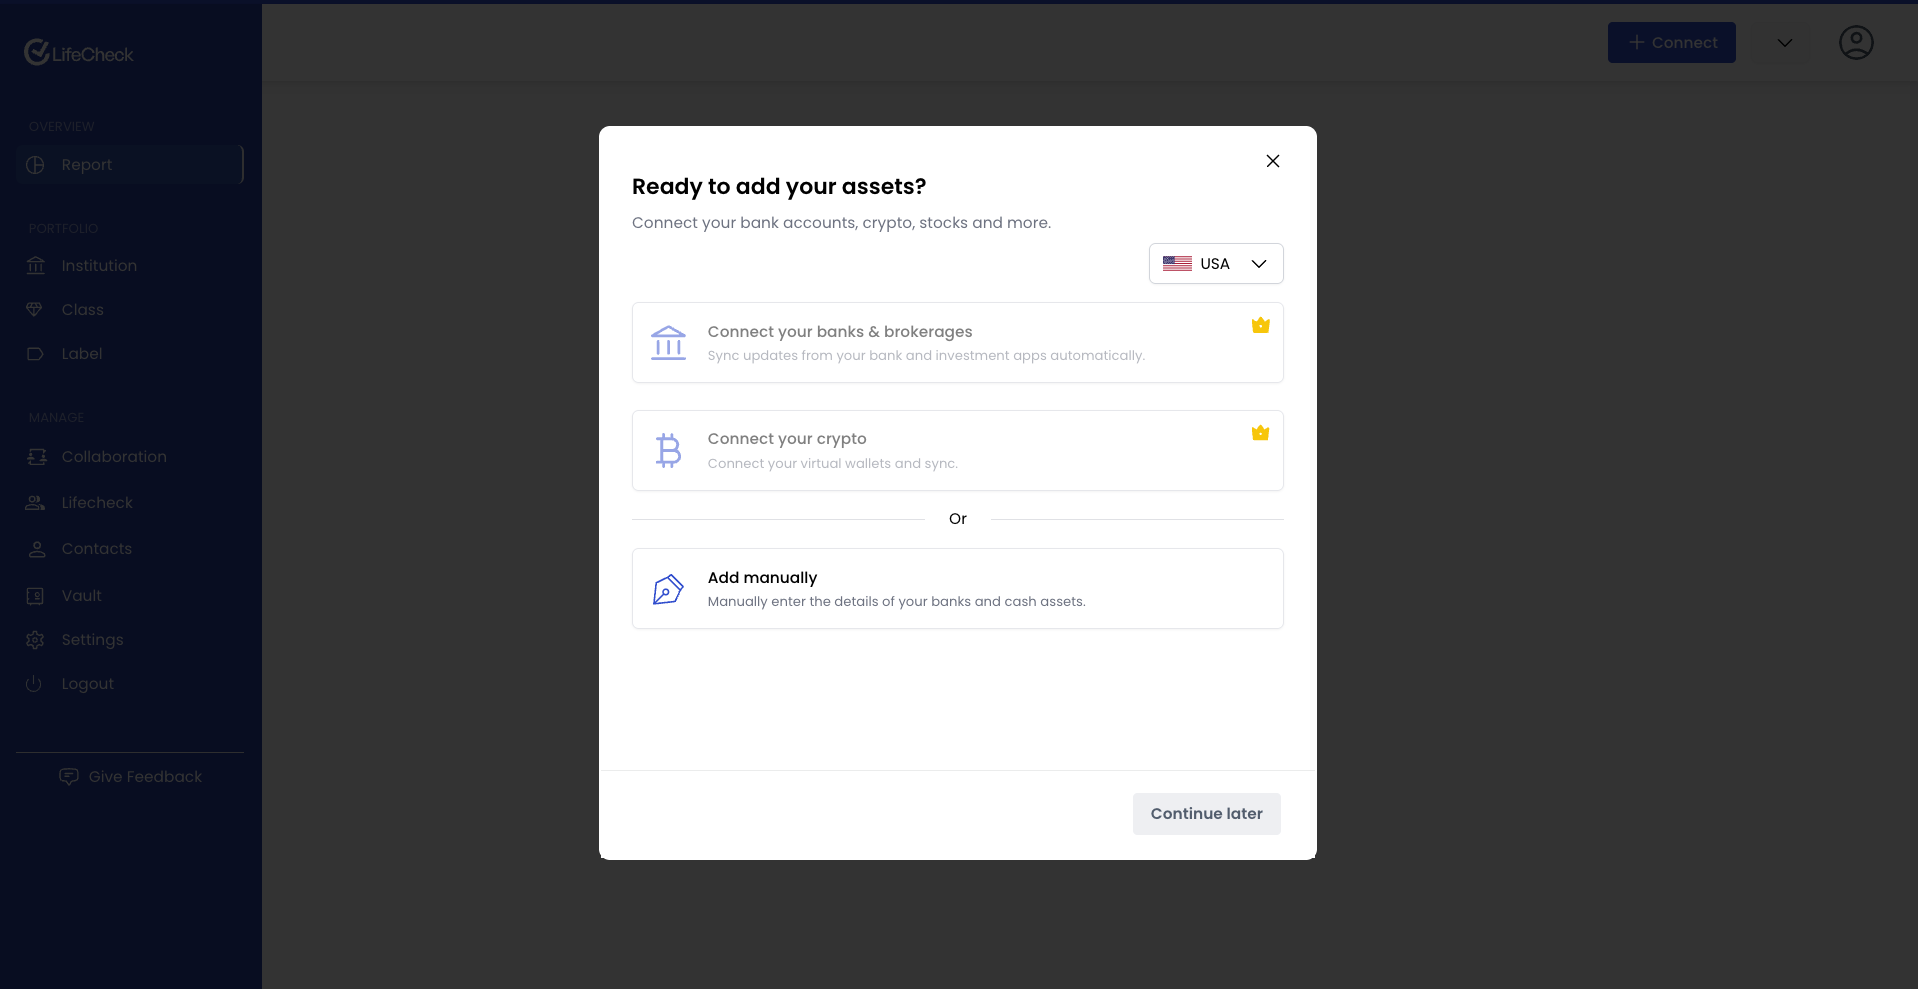 LifeCheck
OVERVIEW
Report
PORTFOLIO
Institution
Class
Label
MANAGE
Collaboration
Lifecheck
Contacts
Vault
Settings
Logout
Give Feedback
Connect
Ready to add your assets?
Connect your bank accounts, crypto, stocks and more.
USA
Connect your banks & brokerages
Sync updates from your bank and investment apps automatically.
Connect your crypto
Connect your virtual wallets and sync.
Or
Add manually
Manually enter the details of your banks and cash assets.
Continue later